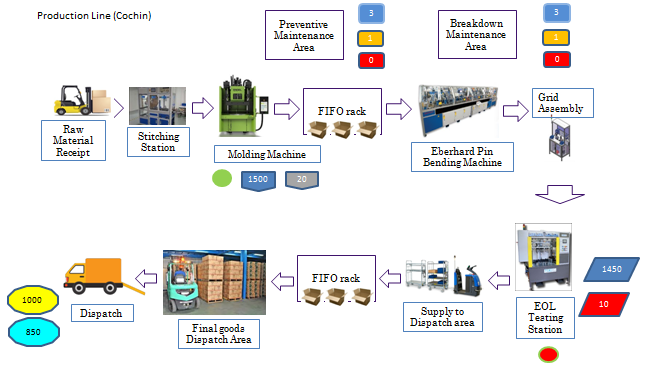 Production Line (Cochin)
Preventive
Maintenance
Area
3
1
0
Breakdown
Maintenance
Area
3
1
0
Raw
Material
Receipt
Stitching
Station
Molding Machine
1500
20
FIFO rack
Eberhard Pin
Bending Machine
Grid
Assembly
1000
850
Dispatch
Final goods
Dispatch Area
FIFO rack
Supply to
Dispatch area
EOL
Testing
Station
1450
10